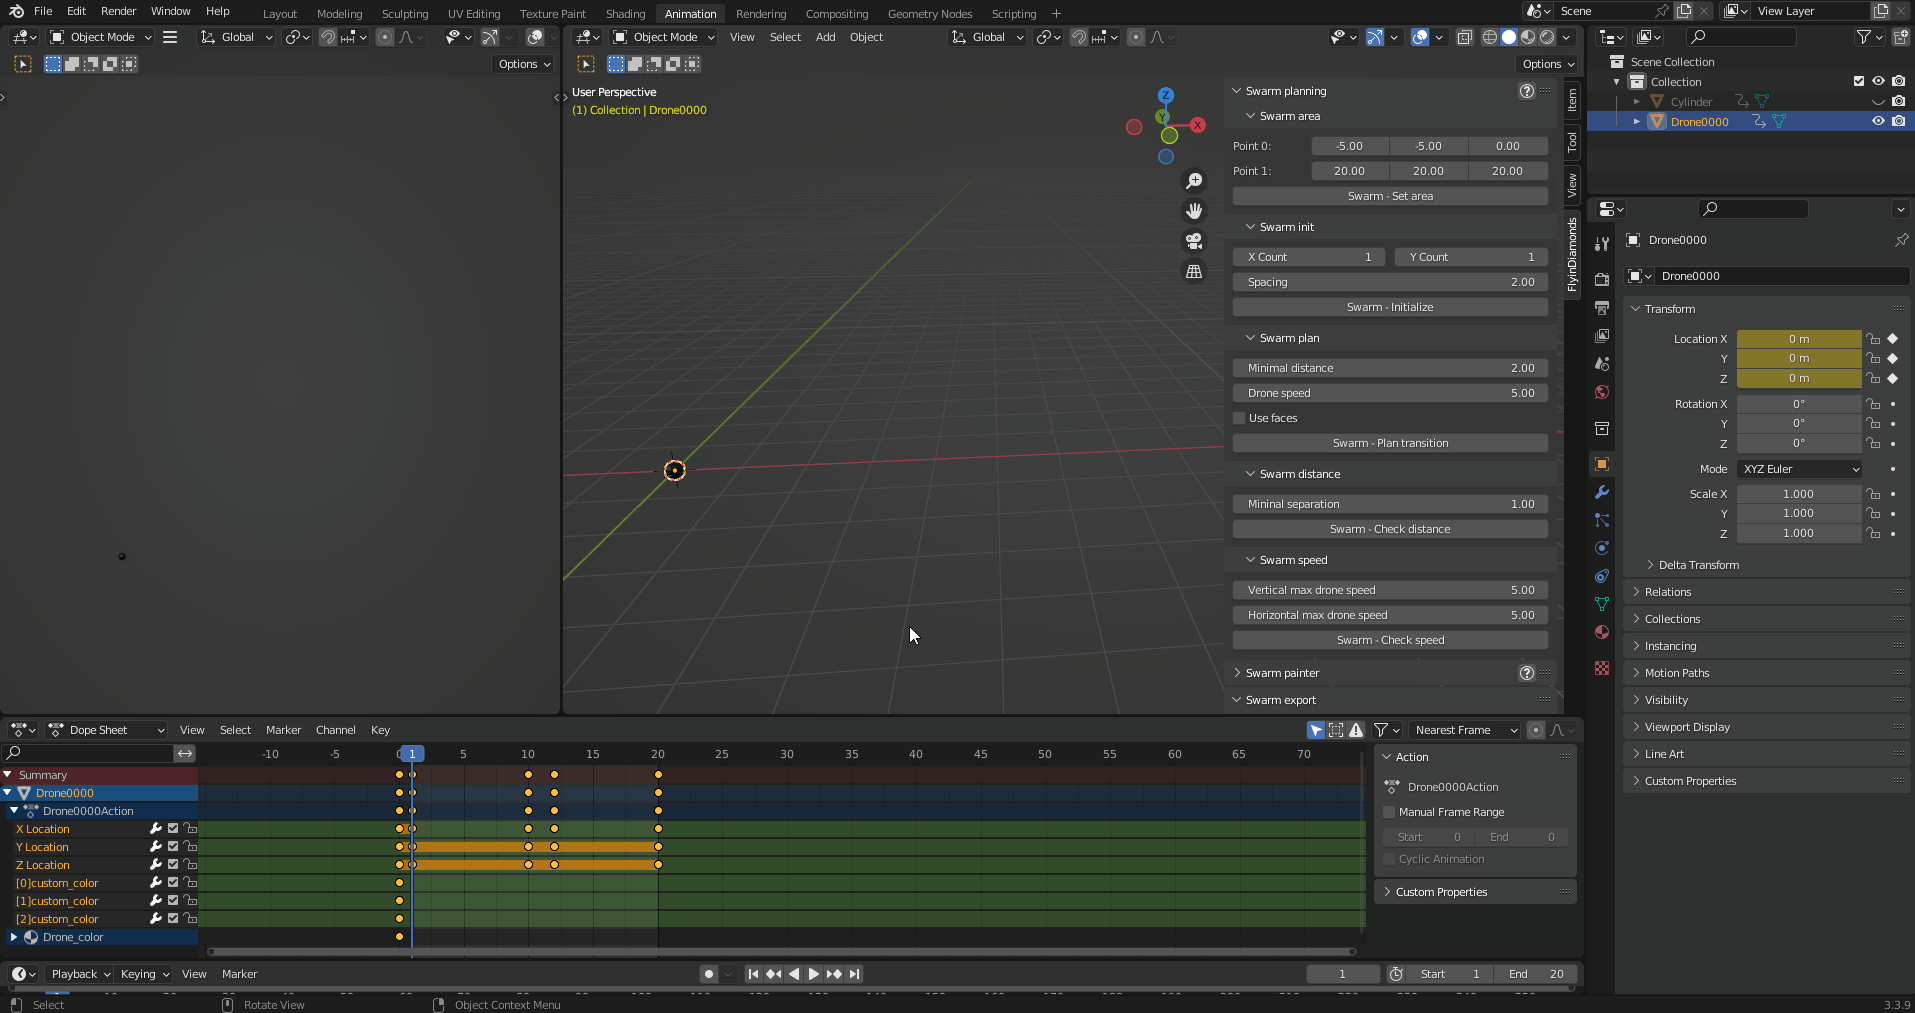 File Edit Render Window Help
Layout Modeling Sculpting UV Editing Texture Paint Shading Animation Rendering Compositing Geometry Nodes Scripting +
Scene
View Layer
Object Mode
Global
Object Mode View Select Add Object
Global
Options
Options
User Perspective
(1) Collection | Drone0000
Z
Y
X
Swarm planning
Swarm area
Point 0: -5.00 -5.00 0.00
Point 1: 20.00 20.00 20.00
Swarm - Set area
Swarm init
X Count 1 Y Count 1
Spacing 2.00
Swarm - Initialize
Swarm plan
Minimal distance 2.00
Drone speed 5.00
Use faces
Swarm - Plan transition
Swarm distance
Mininal separation 1.00
Swarm - Check distance
Swarm speed
Vertical max drone speed 5.00
Horizontal max drone speed 5.00
Swarm - Check speed
Swarm painter
Swarm export
Item
Tool
View
FlyinDiamonds
Scene Collection
Collection
Cylinder
Drone0000
Drone0000
Drone0000
Transform
Location X 0 m
Y 0 m
Z 0 m
Rotation X 0°
Y 0°
Z 0°
Mode XYZ Euler
Scale X 1.000
Y 1.000
Z 1.000
Delta Transform
Relations
Collections
Instancing
Motion Paths
Visibility
Viewport Display
Line Art
Custom Properties
Dope Sheet View Select Marker Channel Key
Nearest Frame
-10 -5 1 5 10 15 20 25 30 35 40 45 50 55 60 65 70
Summary
Drone0000
Drone0000Action
X Location
Y Location
Z Location
[0]custom_color
[1]custom_color
[2]custom_color
Drone_color
Action
Drone0000Action
Manual Frame Range
Start 0 End 0
Cyclic Animation
Custom Properties
Playback Keying View Marker
1 Start 1 End 20
Select Rotate View Object Context Menu 3.3.9